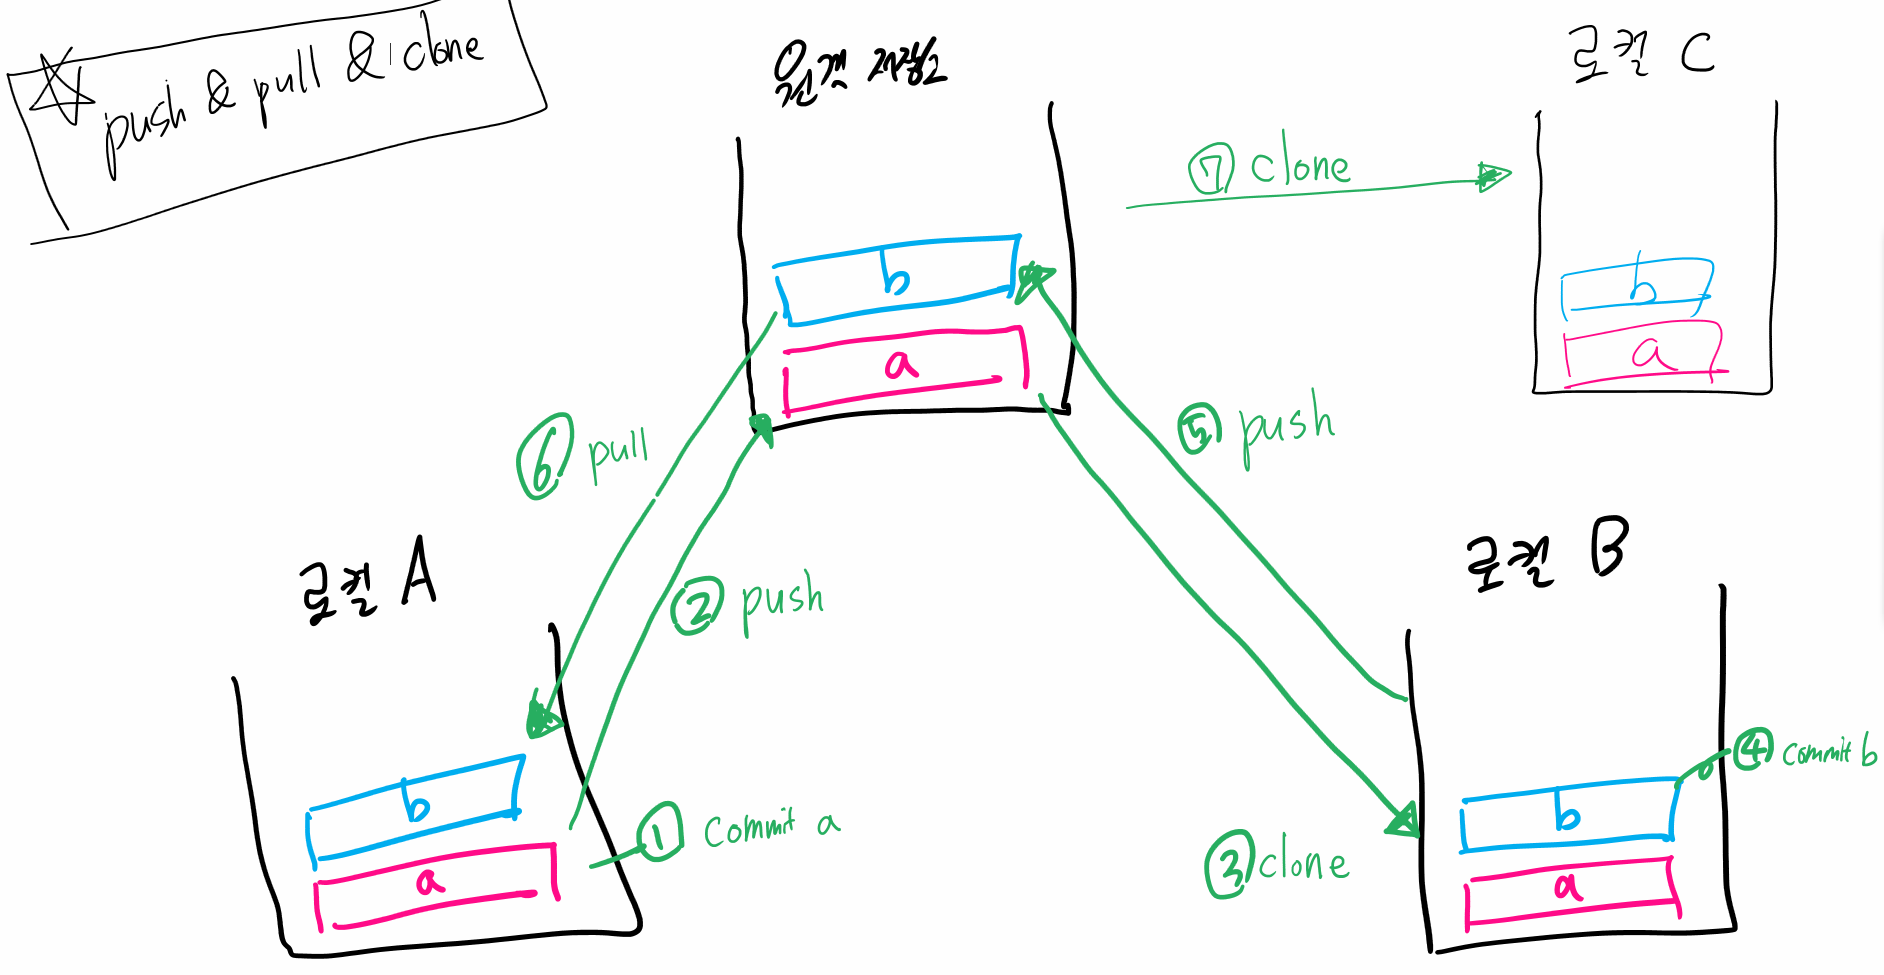 push & pull & clone
원격 저장소
로컬 C
⑦ clone
b
a
b
a
⑥ pull
② push
⑤ push
로컬 A
로컬 B
b
a
① commit a
③ clone
④ commit b
b
a